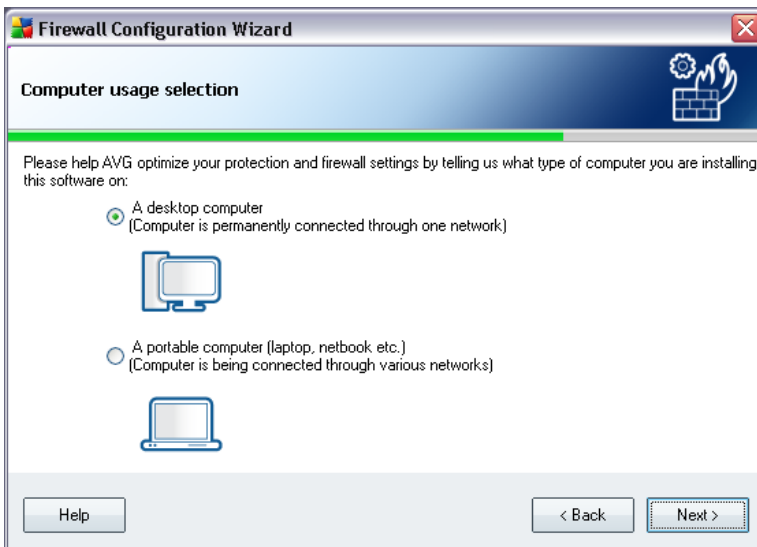 Firewall Configuration Wizard
Computer usage selection
Please help AVG optimize your protection and firewall settings by telling us what type of computer you are installing
this software on:
A desktop computer
(Computer is permanently connected through one network)
A portable computer (laptop, netbook etc.)
(Computer is being connected through various networks)
Help
< Back
Next >